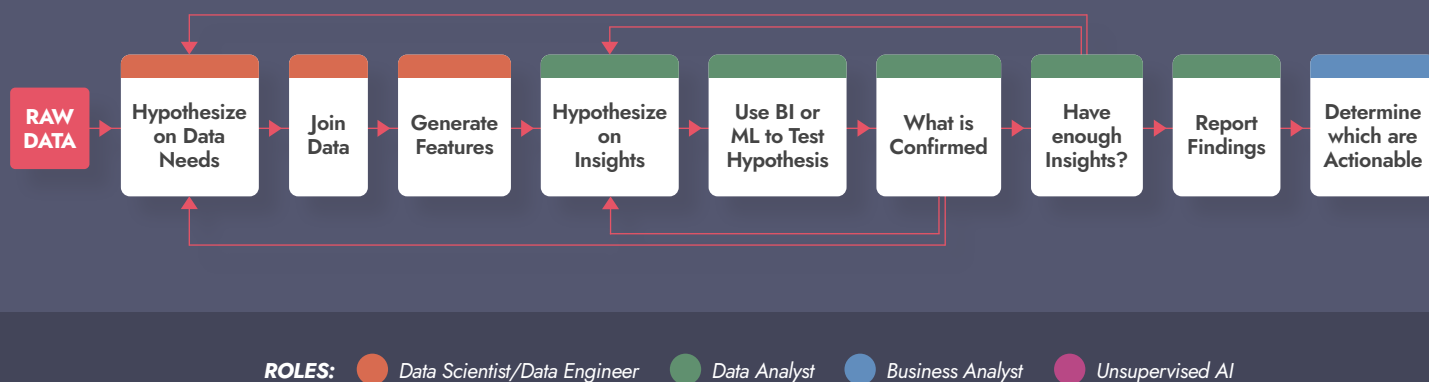 RAW
DATA
Hypothesize
on Data
Needs
Join
Data
Generate
Features
Hypothesize
on
Insights
Use BI or
ML to Test
Hypothesis
What is
Confirmed
Have
enough
Insights?
Report
Findings
Determine
which are
Actionable
ROLES: Data Scientist/Data Engineer Data Analyst Business Analyst Unsupervised AI